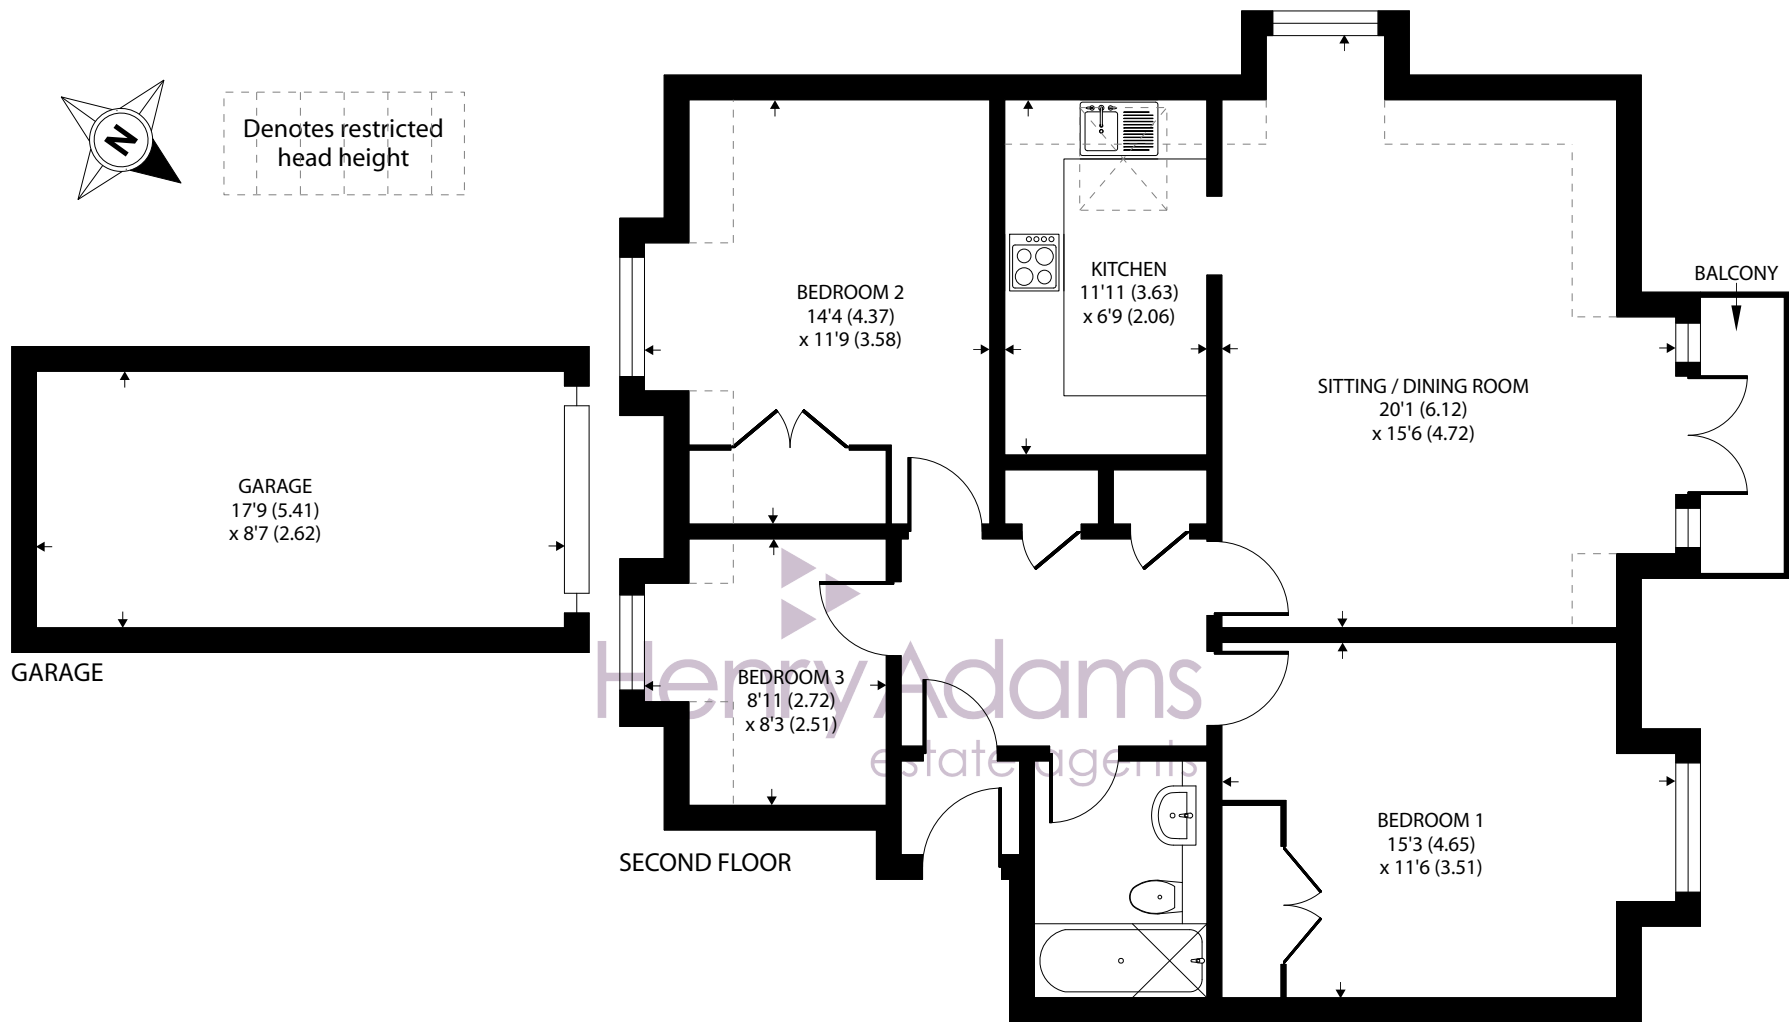 N
Denotes restricted
head height
BEDROOM 2
14'4 (4.37)
x 11'9 (3.58)
KITCHEN
11'11 (3.63)
x 6'9 (2.06)
BALCONY
SITTING / DINING ROOM
20'1 (6.12)
x 15'6 (4.72)
GARAGE
17'9 (5.41)
x 8'7 (2.62)
GARAGE
Henry Adams
estate agents
BEDROOM 3
8'11 (2.72)
x 8'3 (2.51)
SECOND FLOOR
BEDROOM 1
15'3 (4.65)
x 11'6 (3.51)